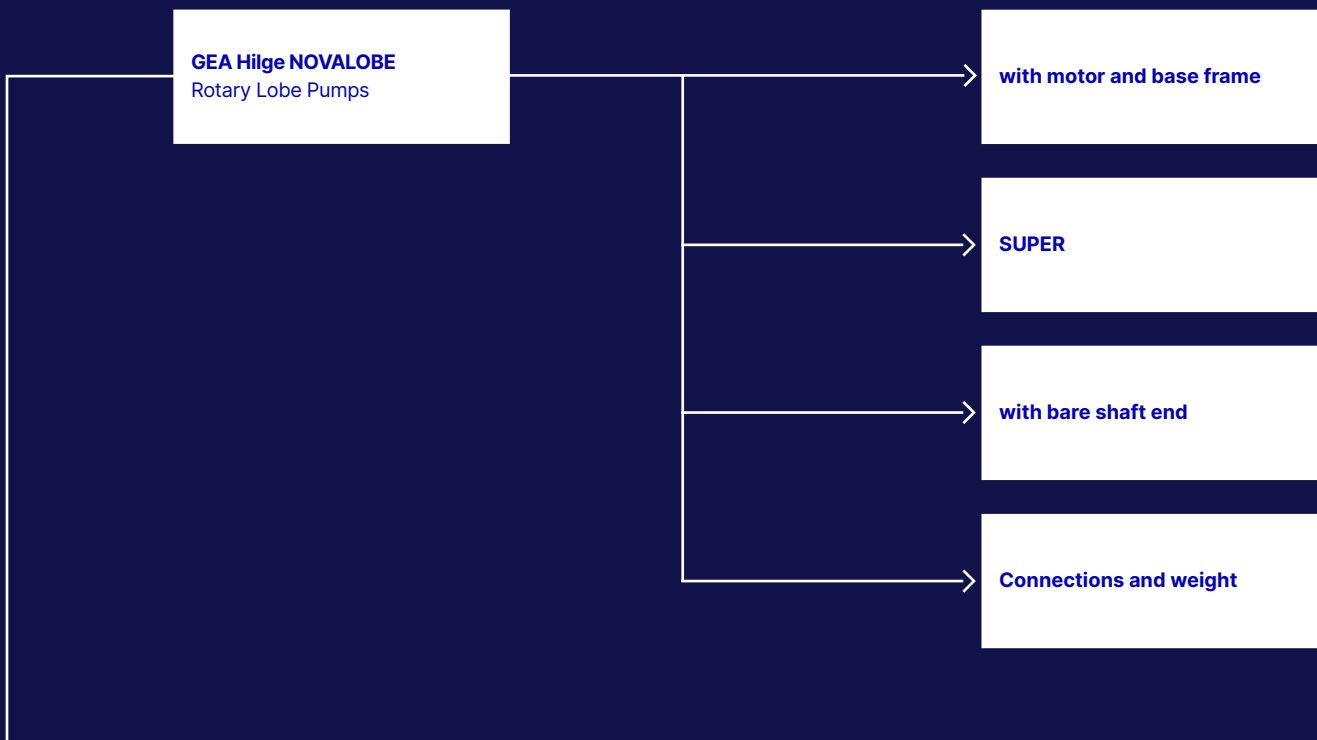 GEA Hilge NOVALOBE
Rotary Lobe Pumps
with motor and base frame
SUPER
with bare shaft end
Connections and weight